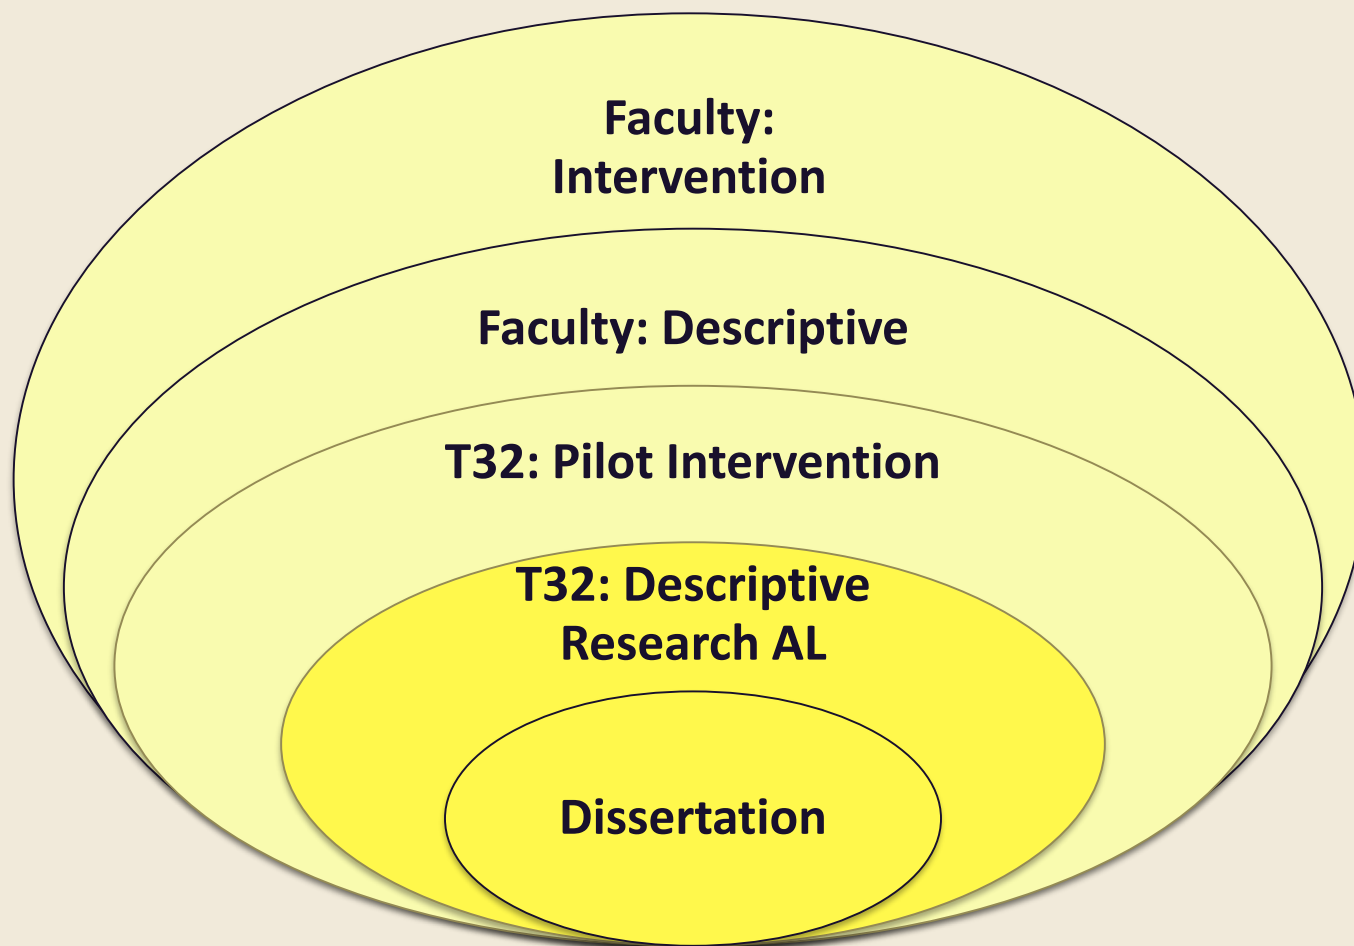 Faculty:
Intervention
Faculty: Descriptive
T32: Pilot Intervention
T32: Descriptive
Research AL
Dissertation